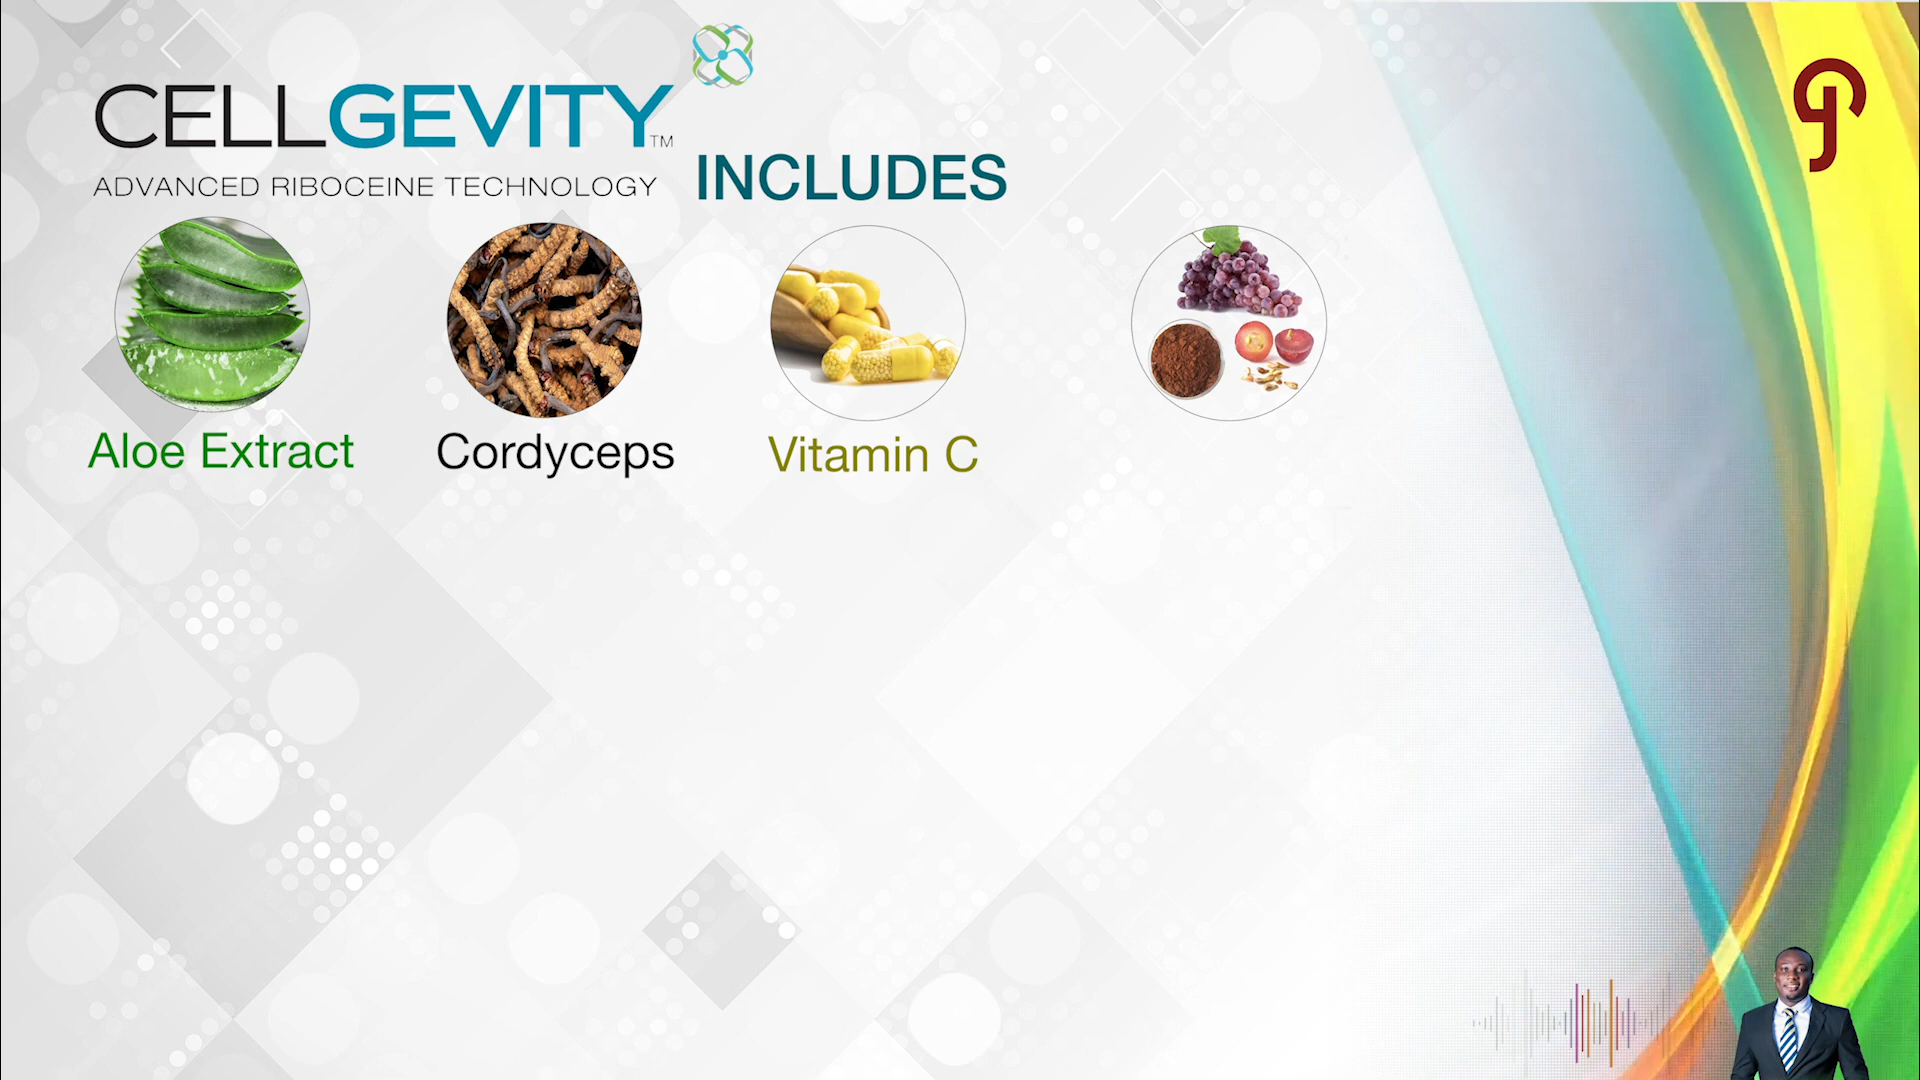 CELLGEVITY™
ADVANCED RIBOCEINE TECHNOLOGY
INCLUDES
Aloe Extract
Cordyceps
Vitamin C